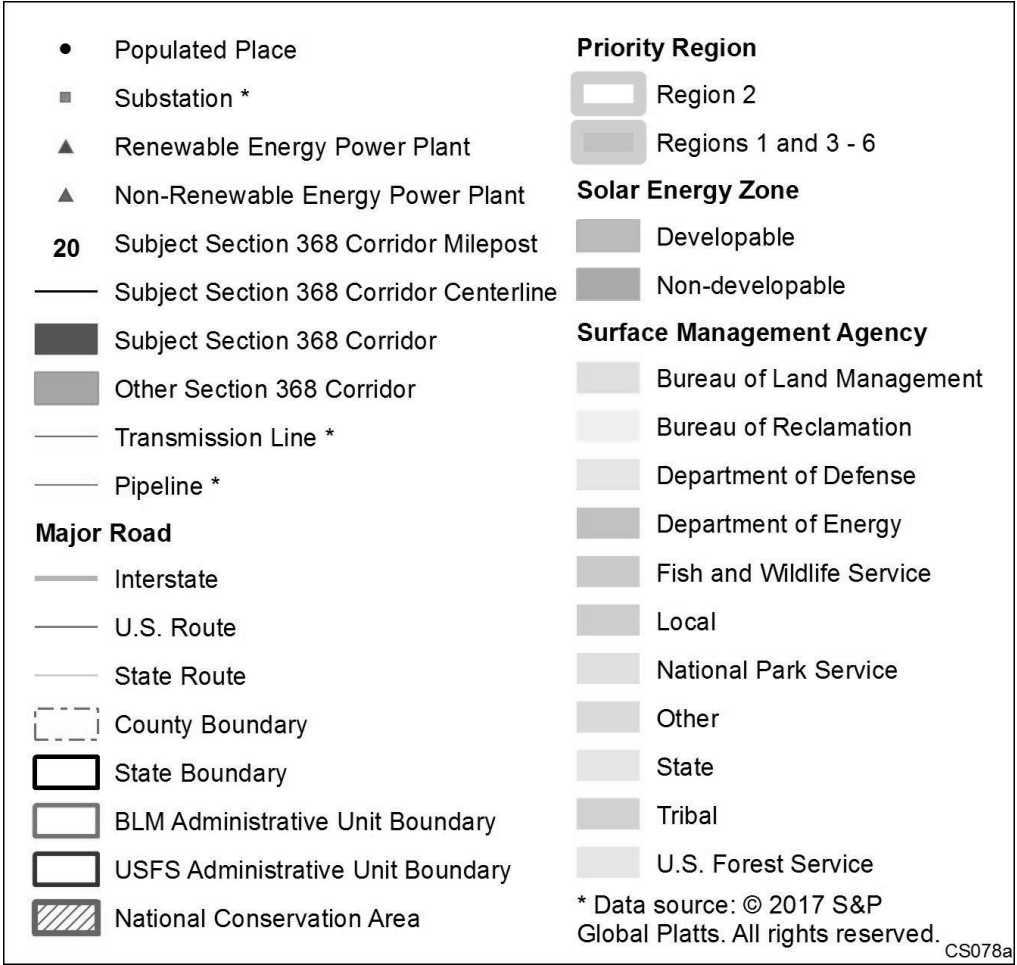 Populated Place
Substation *
Renewable Energy Power Plant
Non-Renewable Energy Power Plant
20 Subject Section 368 Corridor Milepost
Subject Section 368 Corridor Centerline
Subject Section 368 Corridor
Other Section 368 Corridor
Transmission Line *
Pipeline *
Major Road
Interstate
U.S. Route
State Route
County Boundary
State Boundary
BLM Administrative Unit Boundary
USFS Administrative Unit Boundary
National Conservation Area
Priority Region
Region 2
Regions 1 and 3 - 6
Solar Energy Zone
Developable
Non-developable
Surface Management Agency
Bureau of Land Management
Bureau of Reclamation
Department of Defense
Department of Energy
Fish and Wildlife Service
Local
National Park Service
Other
State
Tribal
U.S. Forest Service
* Data source: © 2017 S&P
Global Platts. All rights reserved.
CS078a